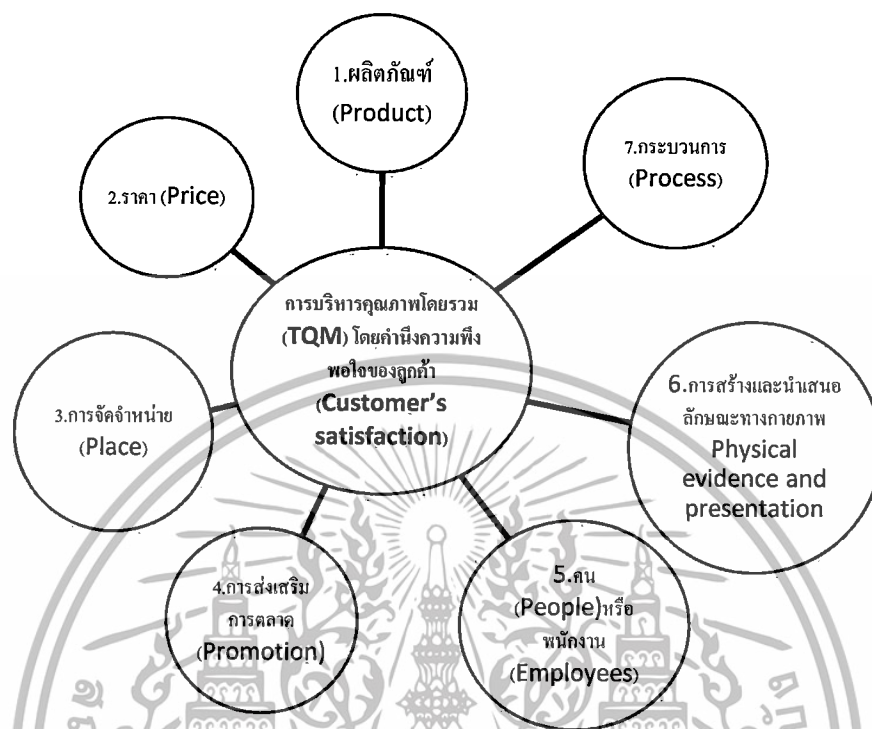 1.ผลิตภัณฑ์
(Product)
2.ราคา (Price)
7.กระบวนการ
(Process)
การบริหารคุณภาพโดยรวม
(TQM) โดยคำนึงความพึง
พอใจของลูกค้า
(Customer's
satisfaction)
3.การจัดจำหน่าย
(Place)
6.การสร้างและนำเสนอ
ลักษณะทางกายภาพ
Physical
evidence and
presentation
4.การส่งเสริม
การตลาด
(Promotion)
5.คน
(People)หรือ
พนักงาน
(Employees)